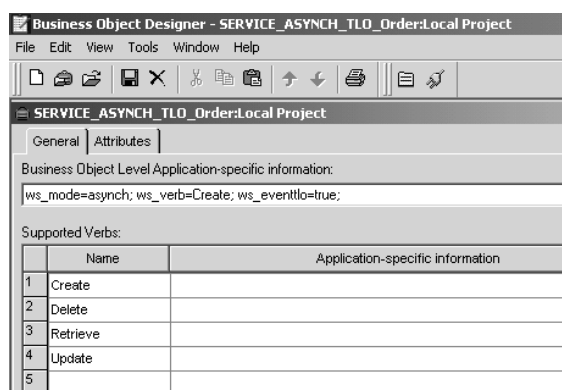 Business Object Designer - SERVICE_ASYNCH_TLO_Order:Local Project
File Edit View Tools Window Help
SERVICE_ASYNCH_TLO_Order:Local Project
General Attributes
Business Object Level Application-specific information:
ws_mode=asynch; ws_verb=Create; ws_eventtlo=true;
Supported Verbs:
Name Application-specific information
1 Create
2 Delete
3 Retrieve
4 Update
5